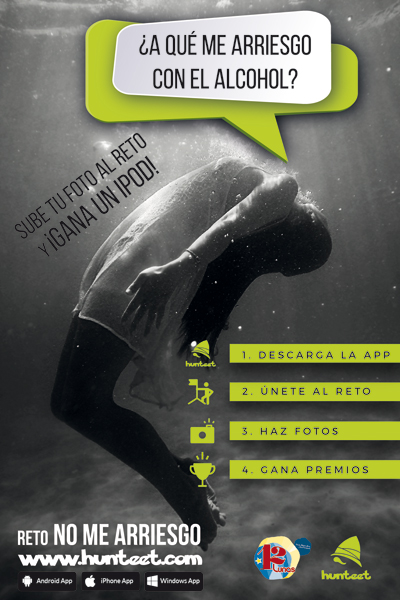 ¿A QUÉ ME ARRIESGO
CON EL ALCOHOL?
SUBE TU FOTO AL RETO
Y ¡GANA UN IPOD!
hunteet
1. DESCARGA LA APP
2. ÚNETE AL RETO
3. HAZ FOTOS
4. GANA PREMIOS
RETO NO ME ARRIESGO
www.hunteet.com
Android App
iPhone App
Windows App
hunteet